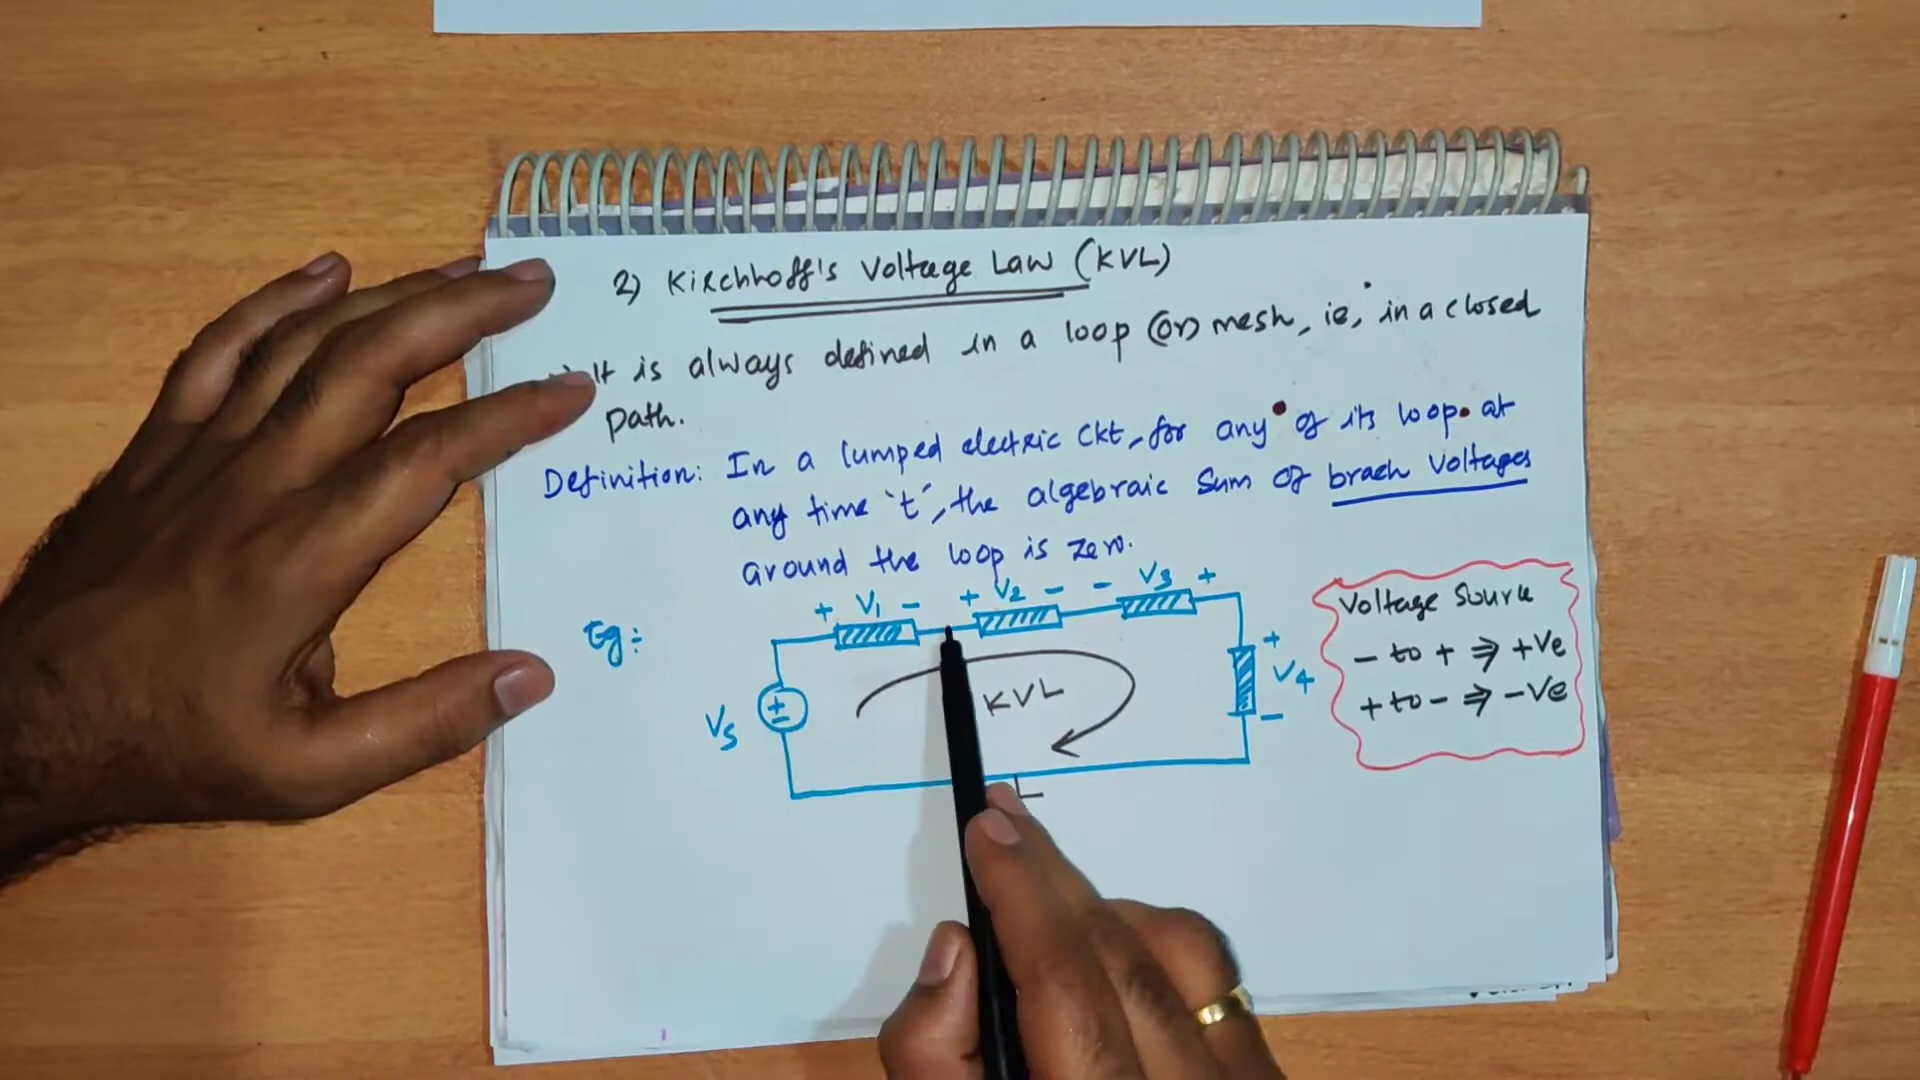 2) Kirchhoff's Voltage Law (KVL)
It is always defined in a loop (or) mesh, ie, in a closed
path.
Definition: In a lumped electric ckt, for any of its loop at
any time 't', the algebraic sum of brach voltages
around the loop is zero.
+ V1 - + V2 - - V3 +
Eg:
+
V4
-
KVL
Vs
±
Voltage Source
- to + ⇒ +Ve
+ to - ⇒ -Ve